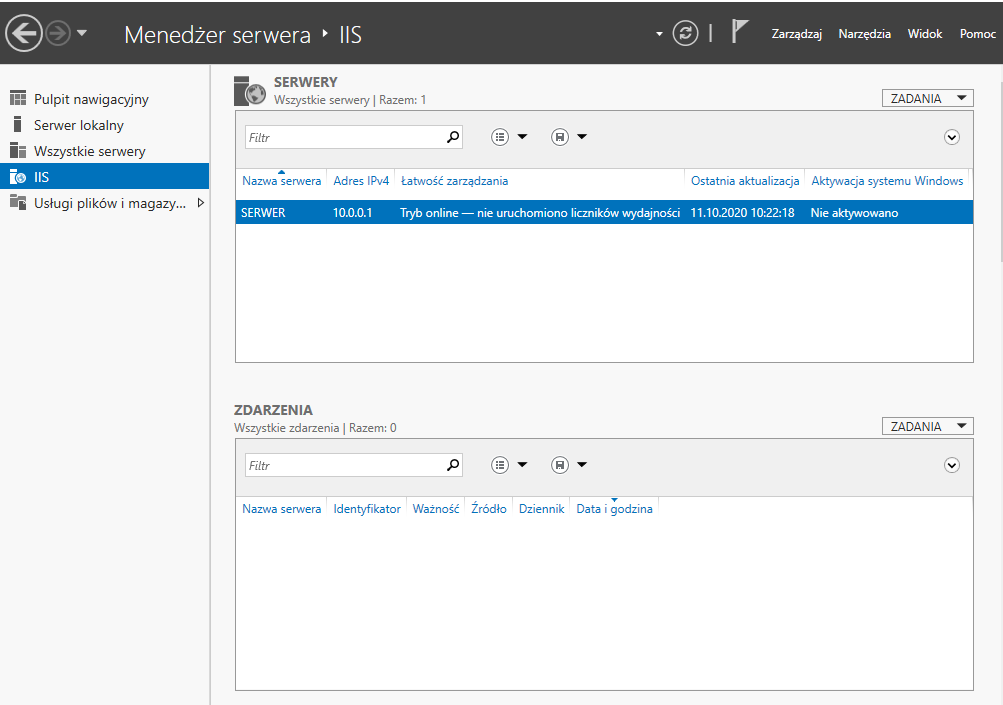 Menedżer serwera ‣ IIS
Zarządzaj Narzędzia Widok Pomoc
Pulpit nawigacyjny
Serwer lokalny
Wszystkie serwery
IIS
Usługi plików i magazy...
SERWERY
Wszystkie serwery | Razem: 1
ZADANIA
Filtr
Nazwa serwera Adres IPv4 Łatwość zarządzania Ostatnia aktualizacja Aktywacja systemu Windows
SERWER 10.0.0.1 Tryb online — nie uruchomiono liczników wydajności 11.10.2020 10:22:18 Nie aktywowano
ZDARZENIA
Wszystkie zdarzenia | Razem: 0
ZADANIA
Filtr
Nazwa serwera Identyfikator Ważność Źródło Dziennik Data i godzina